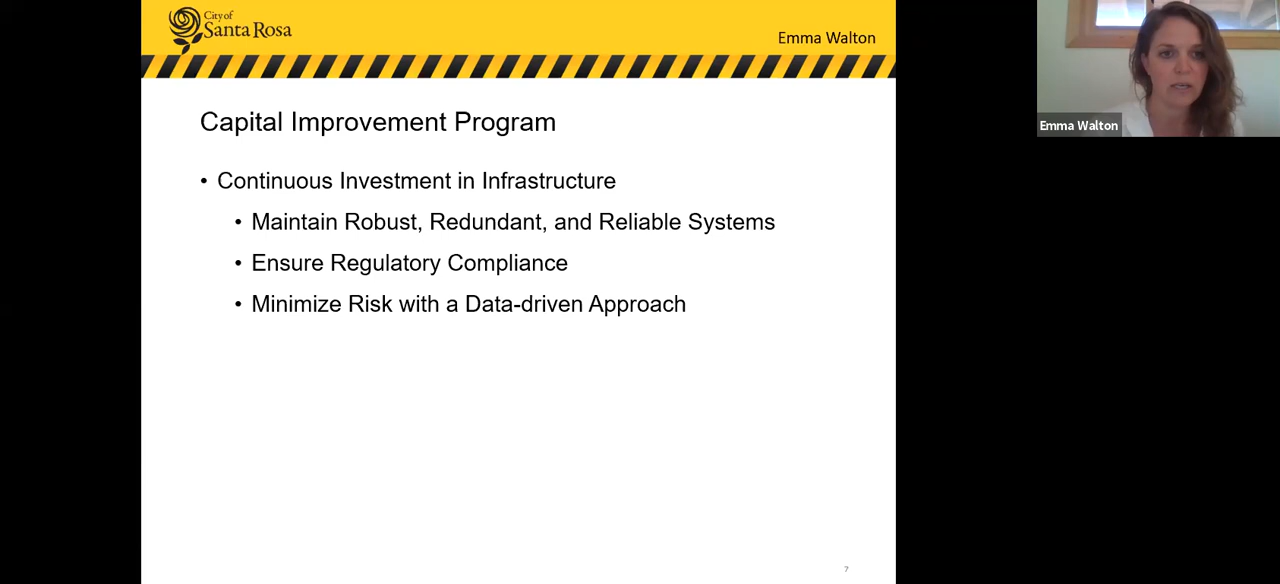 City of
Santa Rosa
Emma Walton
Capital Improvement Program
• Continuous Investment in Infrastructure
• Maintain Robust, Redundant, and Reliable Systems
• Ensure Regulatory Compliance
• Minimize Risk with a Data-driven Approach
7
Emma Walton